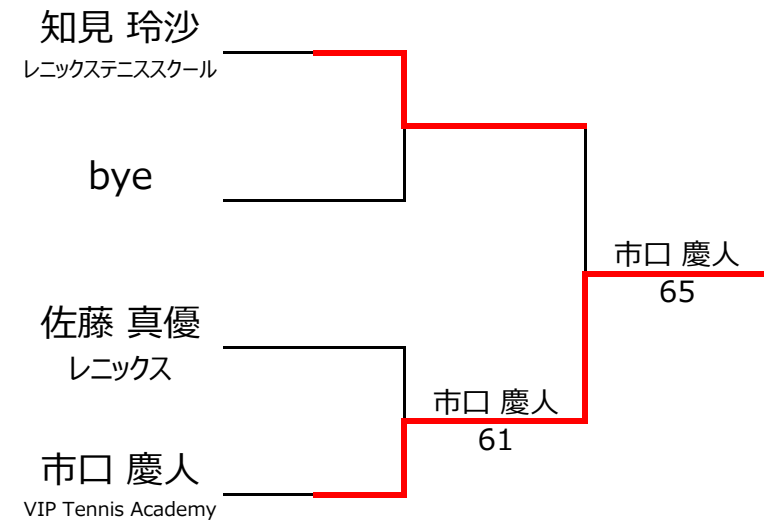 知見 玲沙
レニックステニススクール
bye
市口 慶人
65
佐藤 真優
レニックス
市口 慶人
61
市口 慶人
VIP Tennis Academy